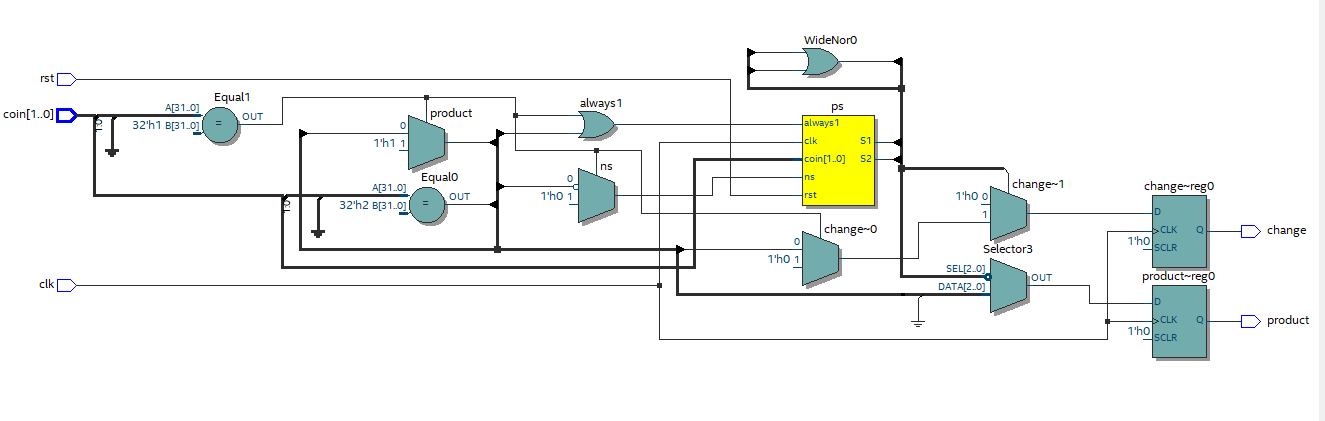 WideNor0
rst
Equal1
coin[1..0]
A[31..0]
32'h1 B[31..0]
OUT
1:0
product
0
1'h1 1
always1
ps
always1
clk
coin[1..0]
ns
rst
S1
S2
ns
0
1'h0 1
Equal0
A[31..0]
32'h2 B[31..0]
OUT
1:0
change~0
0
1'h0 1
change~1
1'h0 0
1
Selector3
SEL[2..0]
DATA[2..0]
OUT
change~reg0
D
CLK
1'h0 SCLR
Q
change
clk
product~reg0
D
CLK
1'h0 SCLR
Q
product